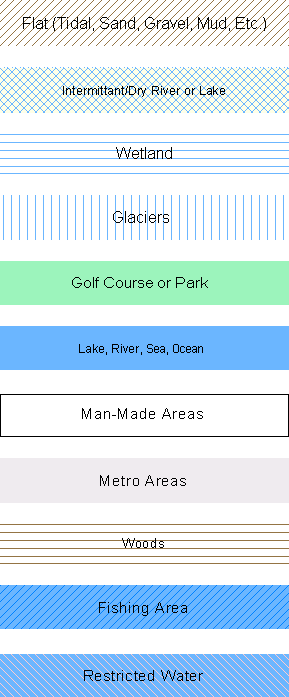 Flat (Tidal, Sand, Gravel, Mud, Etc.)
Intermittant/Dry River or Lake
Wetland
Glaciers
Golf Course or Park
Lake, River, Sea, Ocean
Man-Made Areas
Metro Areas
Woods
Fishing Area
Restricted Water